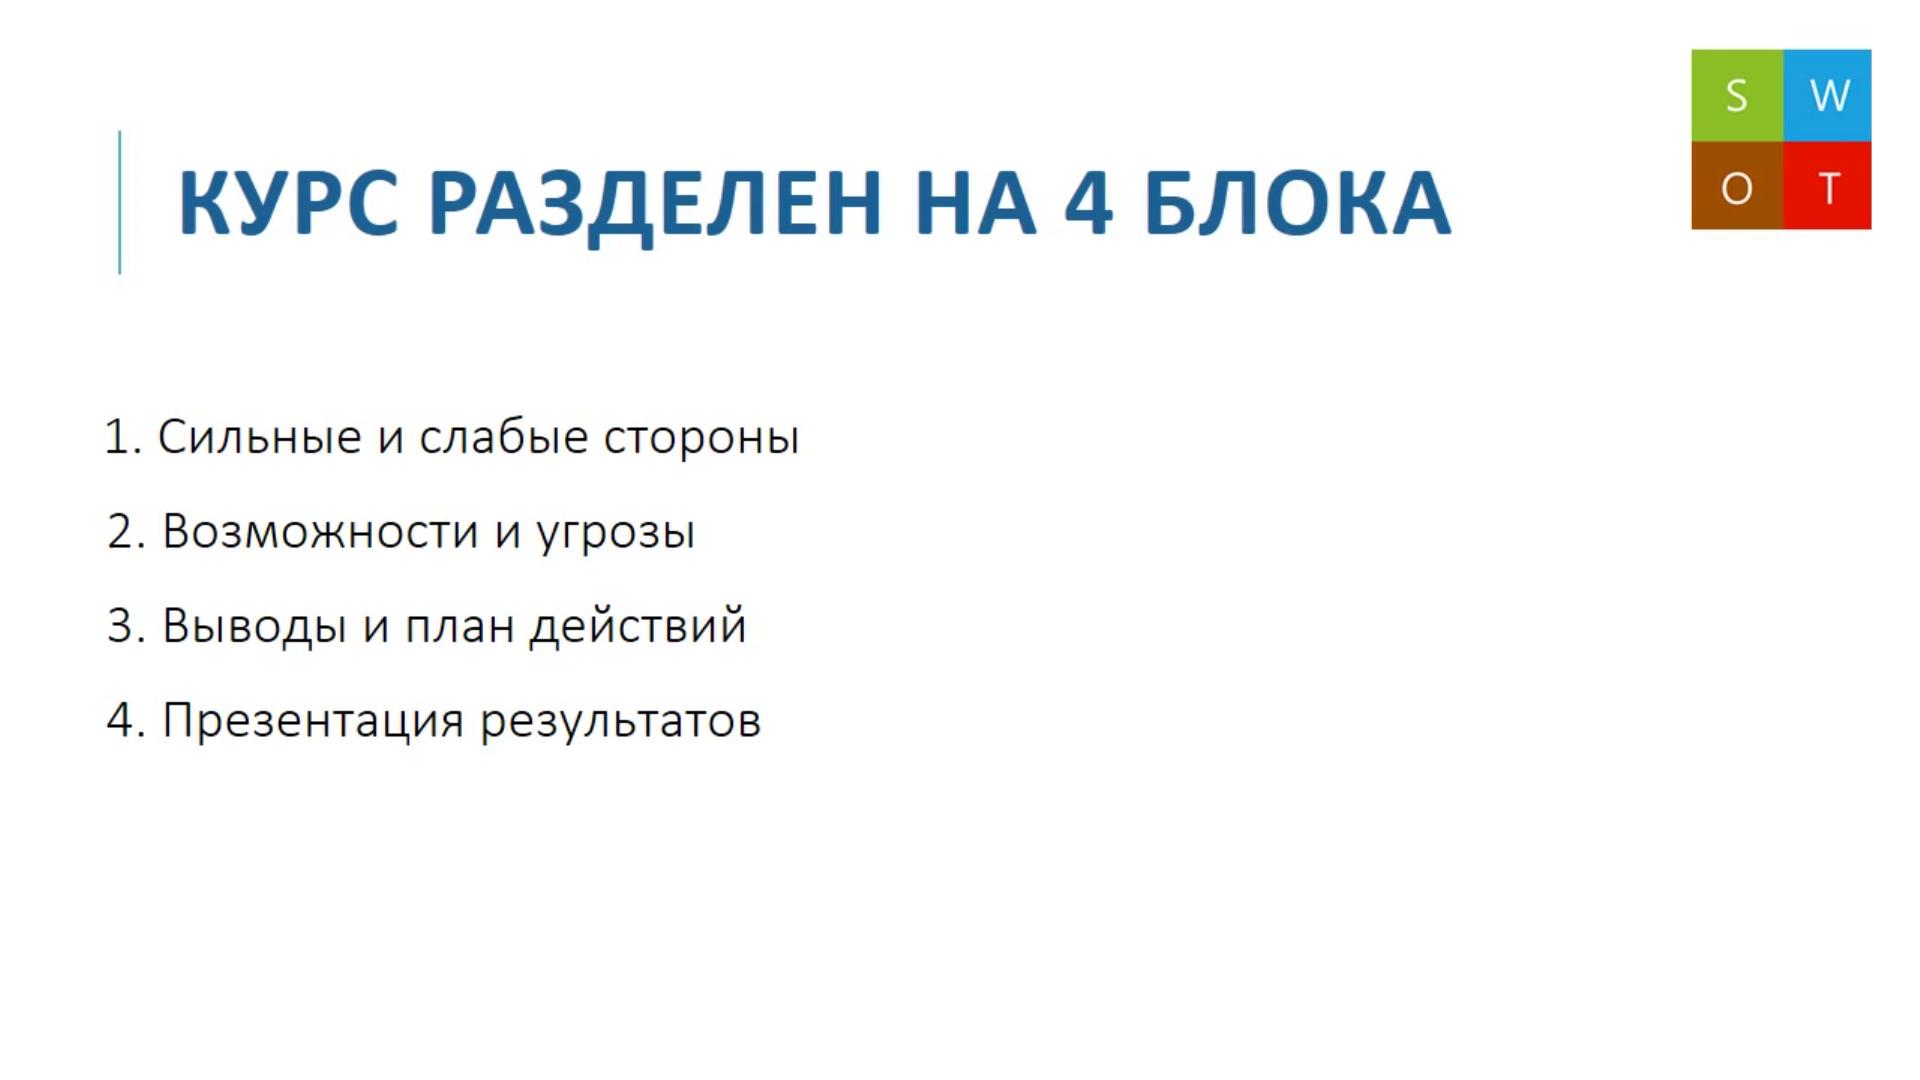 КУРС РАЗДЕЛЕН НА 4 БЛОКА
S W
O T
1. Сильные и слабые стороны
2. Возможности и угрозы
3. Выводы и план действий
4. Презентация результатов